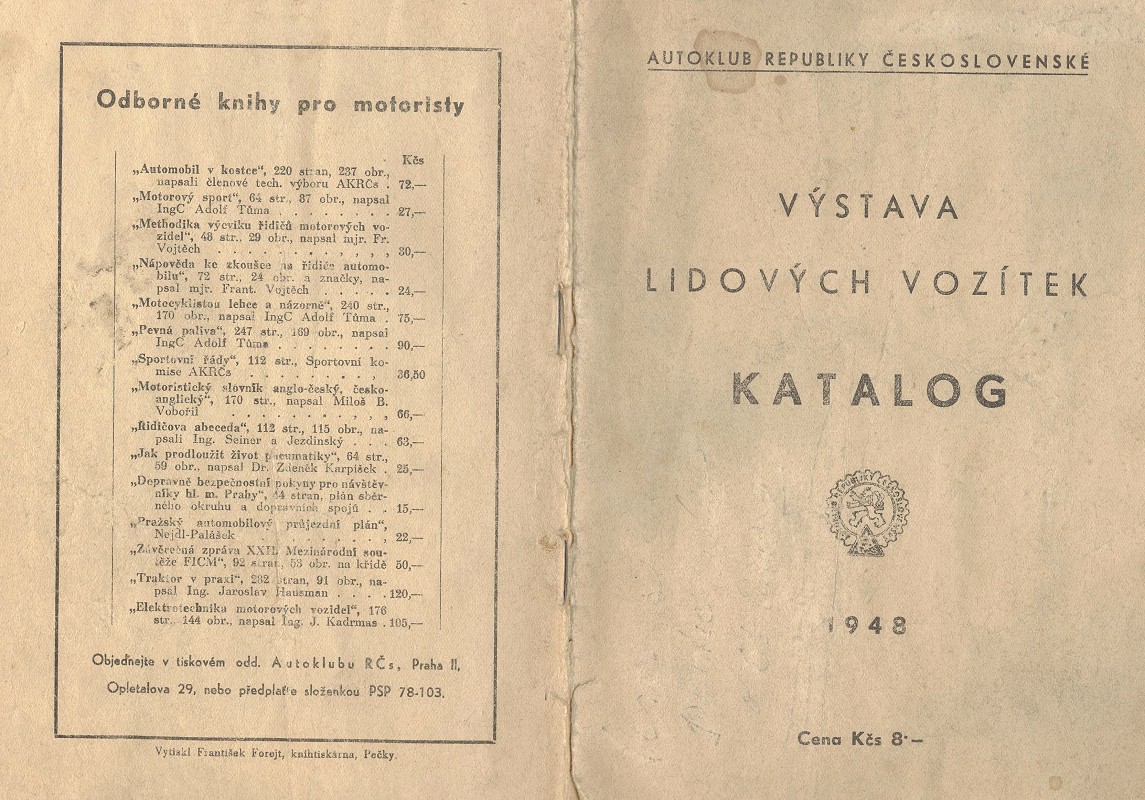 Odborné knihy pro motoristy
Kčs
„Automobil v kostce“, 220 stran, 237 obr.,
napsali členové tech. výboru AKRČs . 72,—
„Motorový sport“, 64 str., 87 obr., napsal
IngC Adolf Tůma . . . . . . . . 27,—
„Methodika výcviku řidičů motorových vo-
zidel“, 48 str., 29 obr., napsal mjr. Fr.
Vojtěch . . . . . . . . . . . 30,—
„Nápověda ke zkoušce na řidiče automo-
bilu“, 72 str., 24 obr. a značky, na-
psal mjr. Frant. Vojtěch . . . . . 24,—
„Motocyklistou lehce a názorně“, 240 str.,
170 obr., napsal IngC Adolf Tůma . 75,—
„Pevná paliva“, 247 str., 169 obr., napsal
IngC Adolf Tůma . . . . . . . . 90,—
„Sportovní řády“, 112 str., Sportovní ko-
mise AKRČs . . . . . . . . . 36,50
„Motoristický slovník anglo-český, česko-
anglický“, 170 str., napsal Miloš B.
Vobořil . . . . . . . . . . 66,—
„Řidičova abeceda“, 112 str., 115 obr., na-
psali Ing. Seiner a Jezdinský . . . 63,—
„Jak prodloužit život pneumatiky“, 64 str.,
59 obr., napsal Dr. Zdeněk Karpíšek . 25,—
„Dopravně bezpečnostní pokyny pro návštěv-
níky hl. m. Prahy“, 44 stran, plán sběr-
ného okruhu a dopravních spojů . . 15,—
„Pražský automobilový průjezdní plán“,
Nejdl-Palášek . . . . . . . . 22,—
„Závěrečná zpráva XXII. Mezinárodní sou-
těže FICM“, 92 stran, 53 obr. na křídě 50,—
„Traktor v praxi“, 282 stran, 91 obr., na-
psal Ing. Jaroslav Hausman . . . . 120,—
„Elektrotechnika motorových vozidel“, 176
str., 144 obr., napsal Ing. J. Kadrmas . 105,—
Objednejte v tiskovém odd. Autoklubu RČs, Praha II,
Opletalova 29, nebo předplaťte složenkou PSP 78-103.
Vytiskl František Forejt, knihtiskárna, Pečky.
AUTOKLUB REPUBLIKY ČESKOSLOVENSKÉ
VÝSTAVA
LIDOVÝCH VOZÍTEK
KATALOG
1948
Cena Kčs 8·—